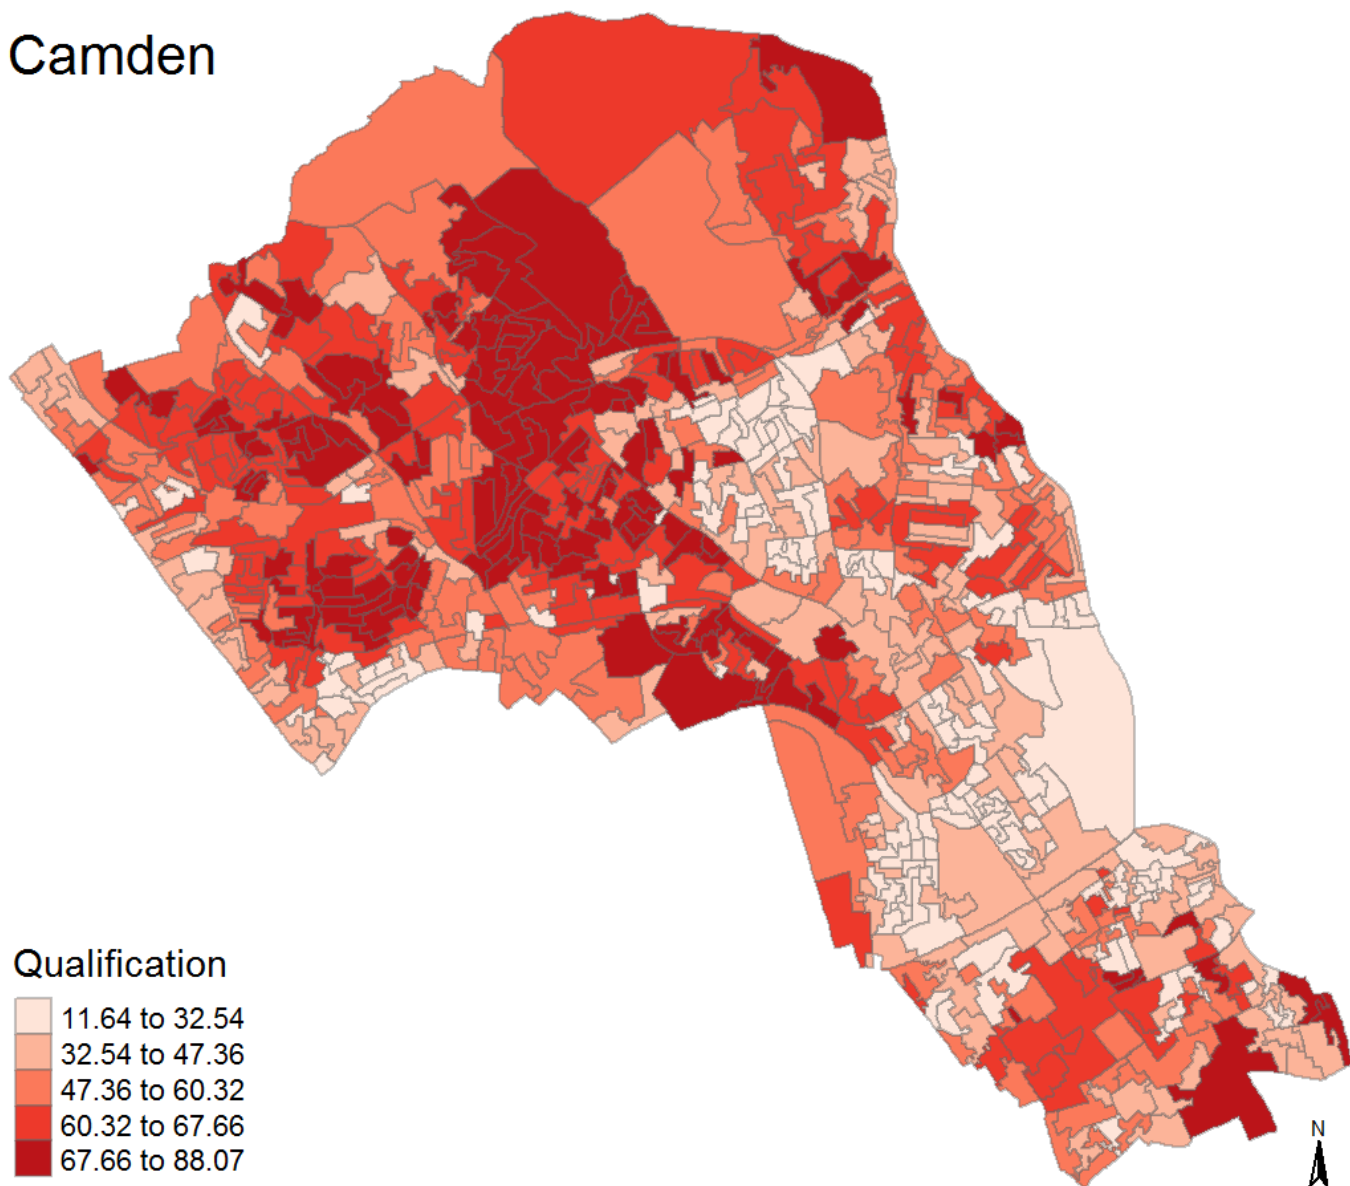 Camden
Qualification
11.64 to 32.54
32.54 to 47.36
47.36 to 60.32
60.32 to 67.66
67.66 to 88.07
N